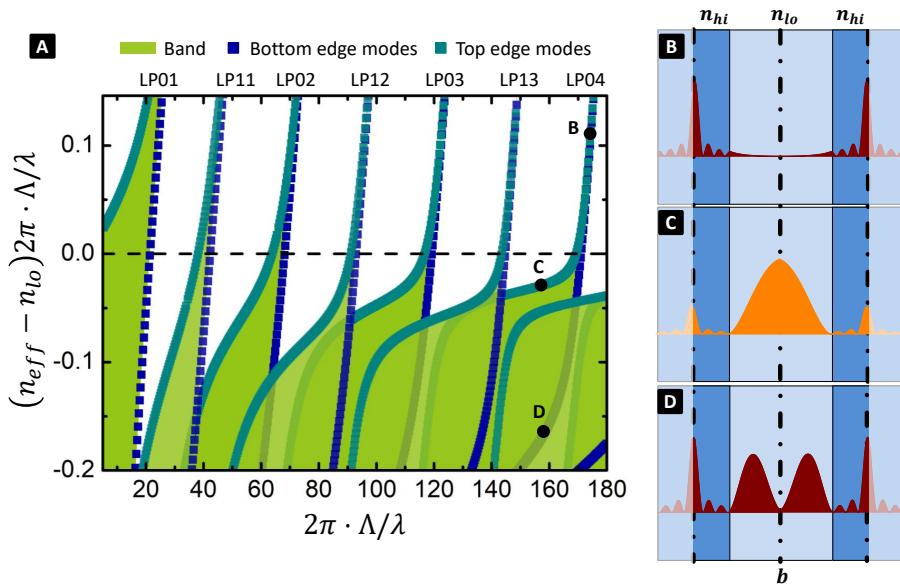 A
Band
Bottom edge modes
Top edge modes
LP01 LP11 LP02 LP12 LP03 LP13 LP04
(n_eff − n_lo)2π · Λ/λ
0.1
0.0
-0.1
-0.2
B
C
D
20 40 60 80 100 120 140 160 180
2π · Λ/λ
n_hi n_lo n_hi
B
C
D
b